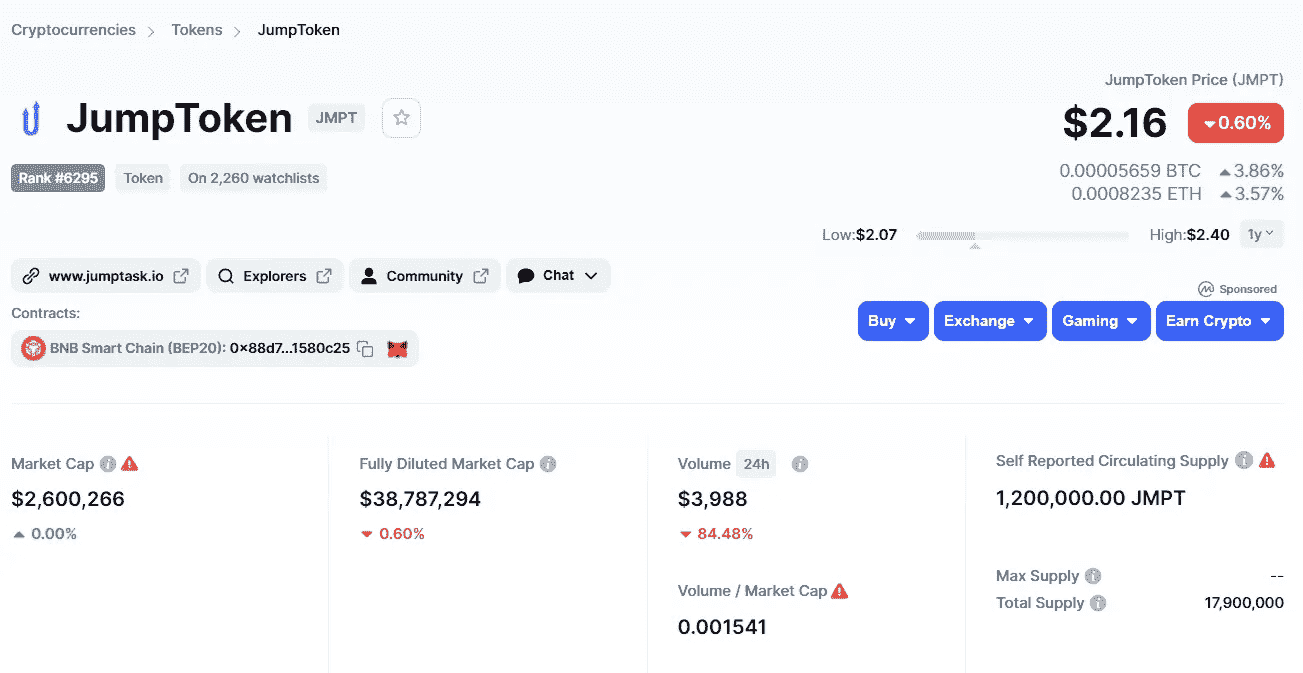 Cryptocurrencies > Tokens > JumpToken
JumpToken Price (JMPT)
JumpToken JMPT
$2.16 0.60%
Rank #6295 Token On 2,260 watchlists
0.00005659 BTC 3.86%
0.0008235 ETH 3.57%
Low:$2.07 High:$2.40 1y
www.jumptask.io Explorers Community Chat
Sponsored
Contracts:
Buy Exchange Gaming Earn Crypto
BNB Smart Chain (BEP20): 0x88d7...1580c25
Market Cap
$2,600,266
0.00%
Fully Diluted Market Cap
$38,787,294
0.60%
Volume 24h
$3,988
84.48%
Volume / Market Cap
0.001541
Self Reported Circulating Supply
1,200,000.00 JMPT
Max Supply --
Total Supply 17,900,000